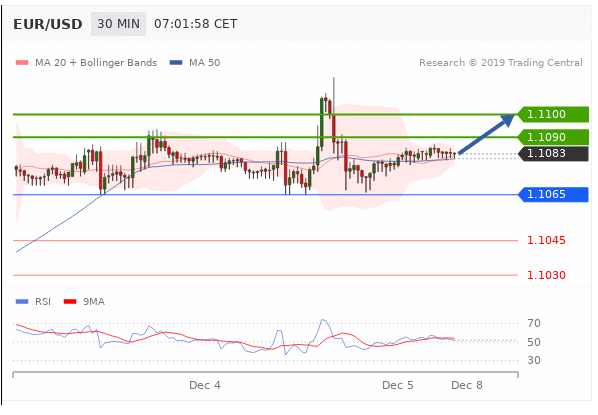 EUR/USD 30 MIN 07:01:58 CET
MA 20 + Bollinger Bands MA 50 Research © 2019 Trading Central
1.1100
1.1090
1.1083
1.1065
1.1045
1.1030
RSI 9MA
70
50
30
Dec 4 Dec 5 Dec 8